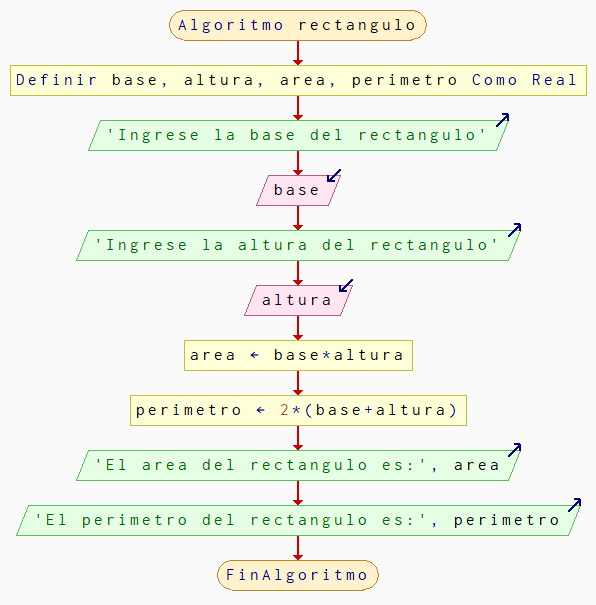 Algoritmo rectangulo
Definir base, altura, area, perimetro Como Real
'Ingrese la base del rectangulo'
base
'Ingrese la altura del rectangulo'
altura
area ← base*altura
perimetro ← 2*(base+altura)
'El area del rectangulo es:', area
'El perimetro del rectangulo es:', perimetro
FinAlgoritmo